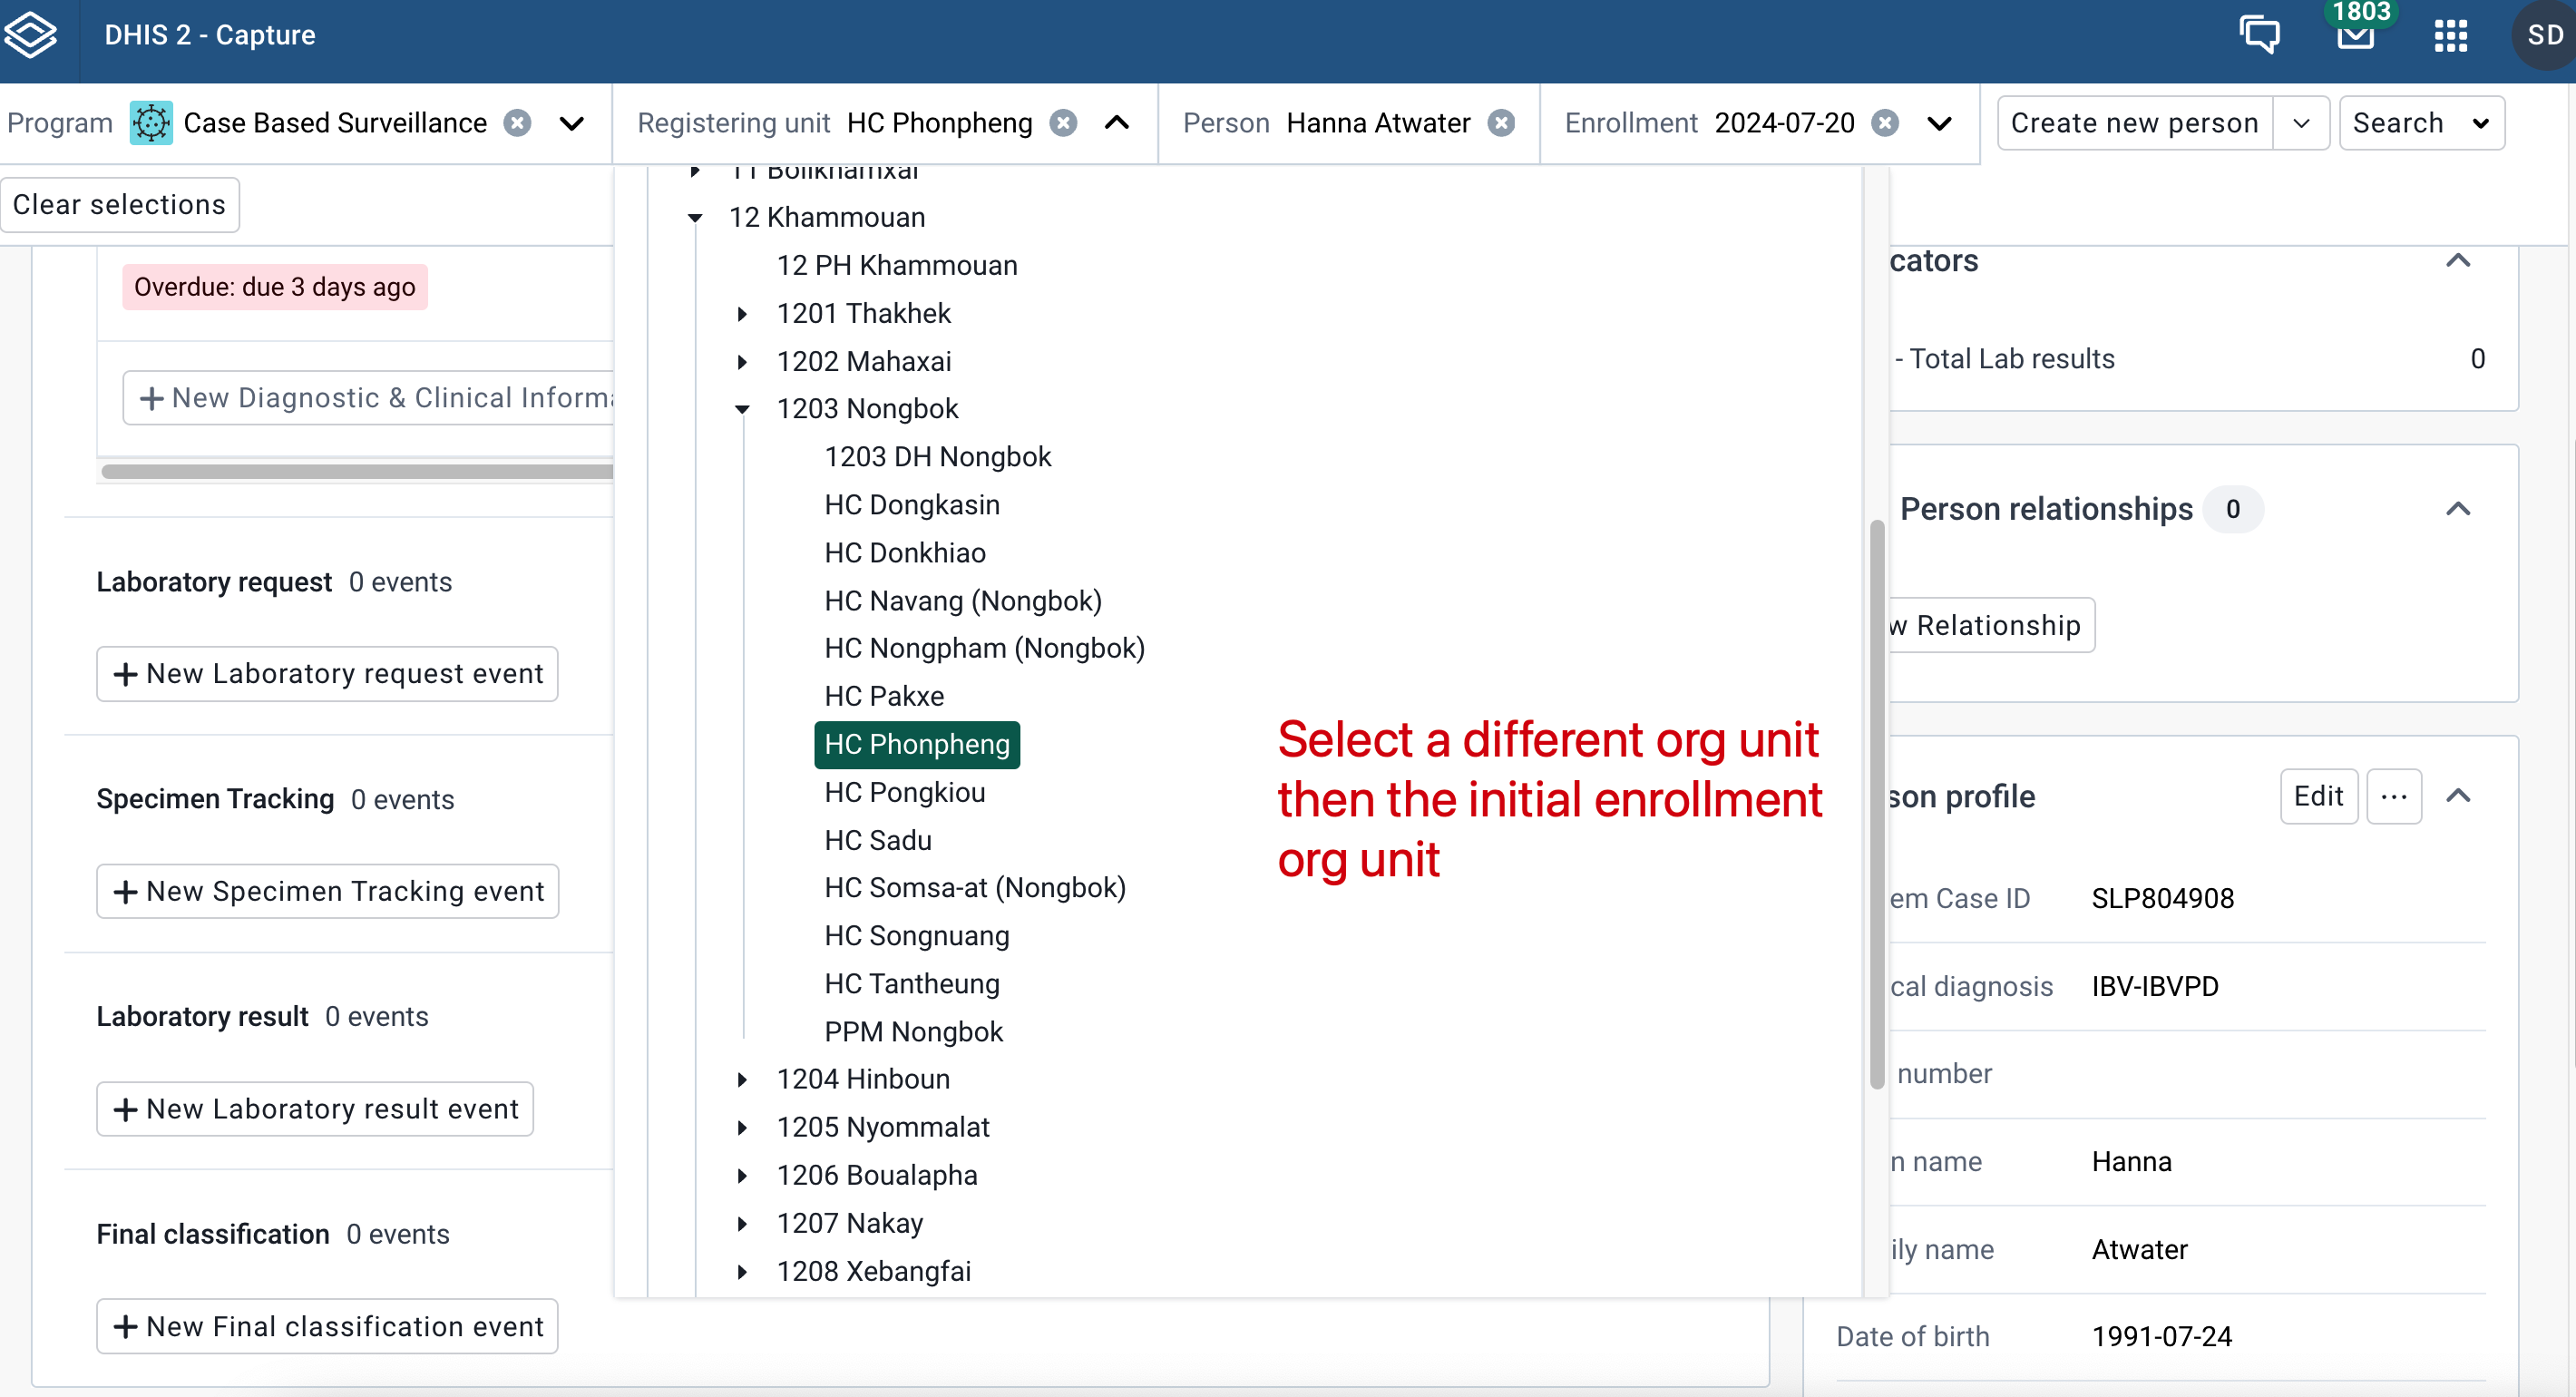 DHIS 2 - Capture
1803
SD
Program Case Based Surveillance
Registering unit HC Phonpheng
Person Hanna Atwater
Enrollment 2024-07-20
Create new person
Search
Clear selections
11 Bolikhamxai
12 Khammouan
12 PH Khammouan
1201 Thakhek
1202 Mahaxai
1203 Nongbok
1203 DH Nongbok
HC Dongkasin
HC Donkhiao
HC Navang (Nongbok)
HC Nongpham (Nongbok)
HC Pakxe
HC Phonpheng
HC Pongkiou
HC Sadu
HC Somsa-at (Nongbok)
HC Songnuang
HC Tantheung
PPM Nongbok
1204 Hinboun
1205 Nyommalat
1206 Boualapha
1207 Nakay
1208 Xebangfai
Select a different org unit
then the initial enrollment
org unit
Overdue: due 3 days ago
New Diagnostic & Clinical Informa
Laboratory request 0 events
New Laboratory request event
Specimen Tracking 0 events
New Specimen Tracking event
Laboratory result 0 events
New Laboratory result event
Final classification 0 events
New Final classification event
cators
- Total Lab results 0
Person relationships 0
w Relationship
son profile
Edit
em Case ID SLP804908
cal diagnosis IBV-IBVPD
number
n name Hanna
ily name Atwater
Date of birth 1991-07-24